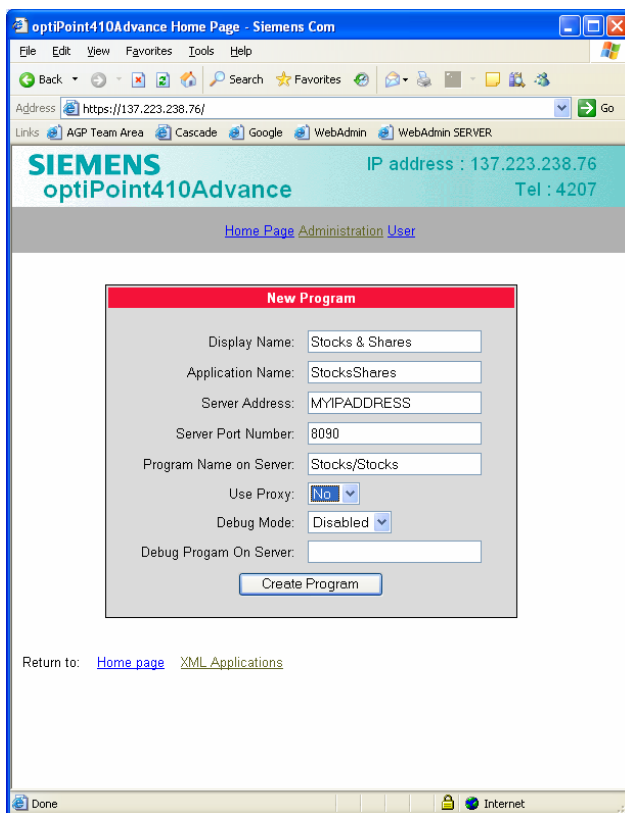 optiPoint410Advance Home Page - Siemens Com
File Edit View Favorites Tools Help
Back Search Favorites
Address https://137.223.238.76/ Go
Links AGP Team Area Cascade Google WebAdmin WebAdmin SERVER
SIEMENS IP address : 137.223.238.76
optiPoint410Advance Tel : 4207
Home Page Administration User
New Program
Display Name: Stocks & Shares
Application Name: StocksShares
Server Address: MYIPADDRESS
Server Port Number: 8090
Program Name on Server: Stocks/Stocks
Use Proxy: No
Debug Mode: Disabled
Debug Progam On Server:
Create Program
Return to: Home page XML Applications
Done Internet